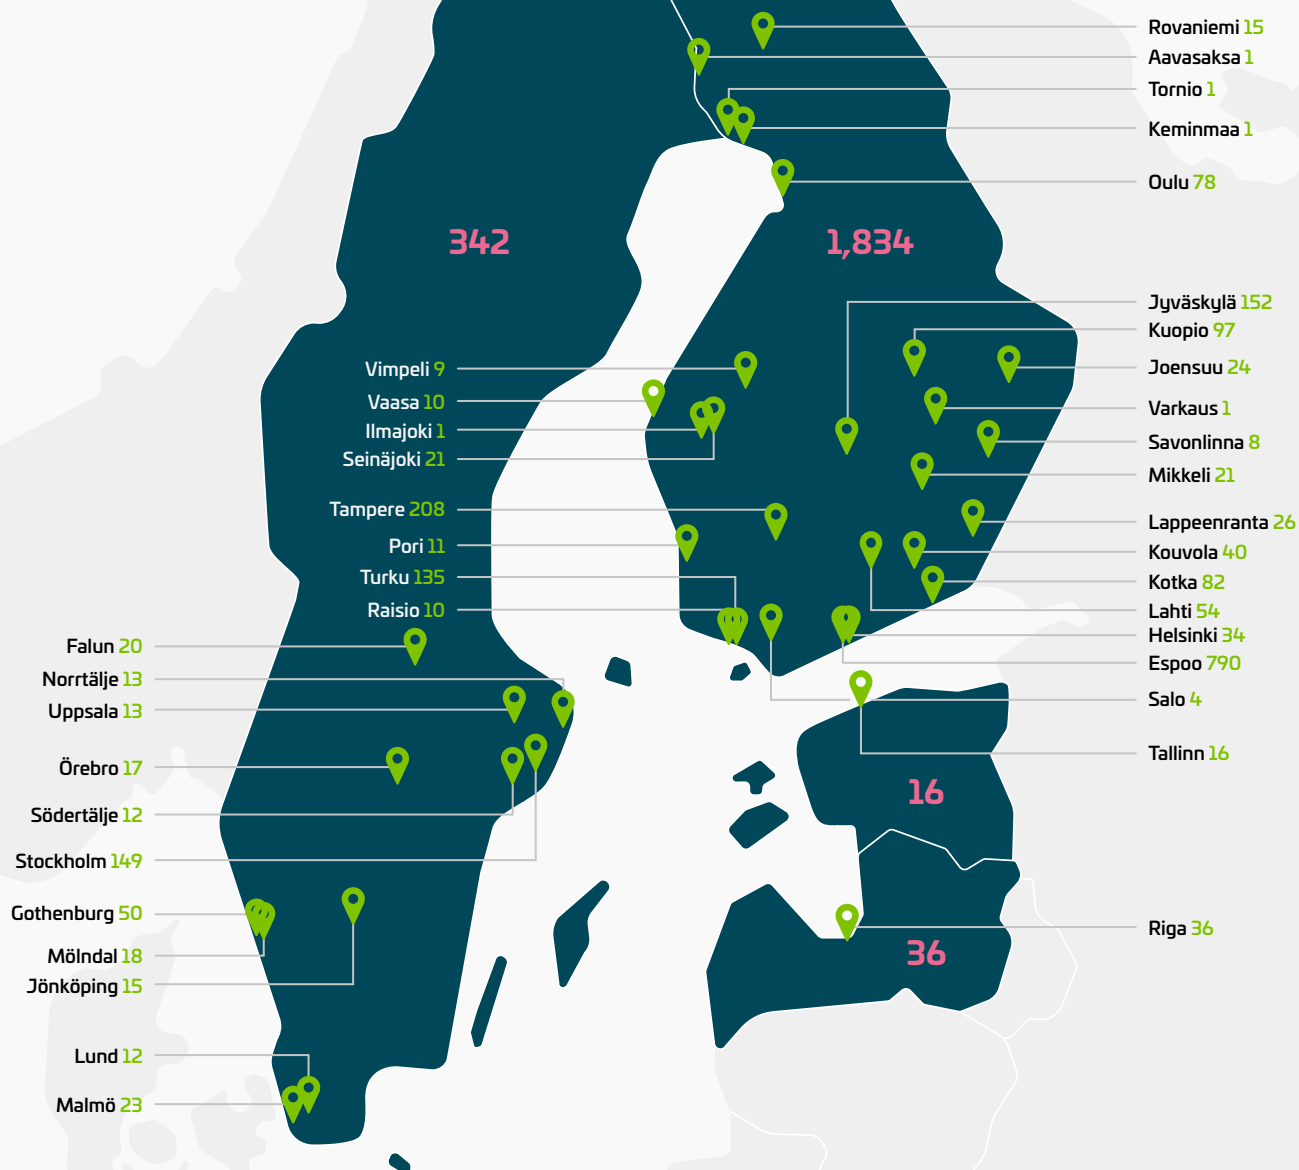 Rovaniemi 15
Aavasaksa 1
Tornio 1
Keminmaa 1
Oulu 78
342
1,834
Jyväskylä 152
Kuopio 97
Joensuu 24
Varkaus 1
Savonlinna 8
Mikkeli 21
Lappeenranta 26
Kouvola 40
Kotka 82
Lahti 54
Helsinki 34
Espoo 790
Salo 4
Tallinn 16
Vimpeli 9
Vaasa 10
Ilmajoki 1
Seinäjoki 21
Tampere 208
Pori 11
Turku 135
Raisio 10
Falun 20
Norrtälje 13
Uppsala 13
Örebro 17
Södertälje 12
Stockholm 149
Gothenburg 50
Mölndal 18
Jönköping 15
Lund 12
Malmö 23
16
Riga 36
36